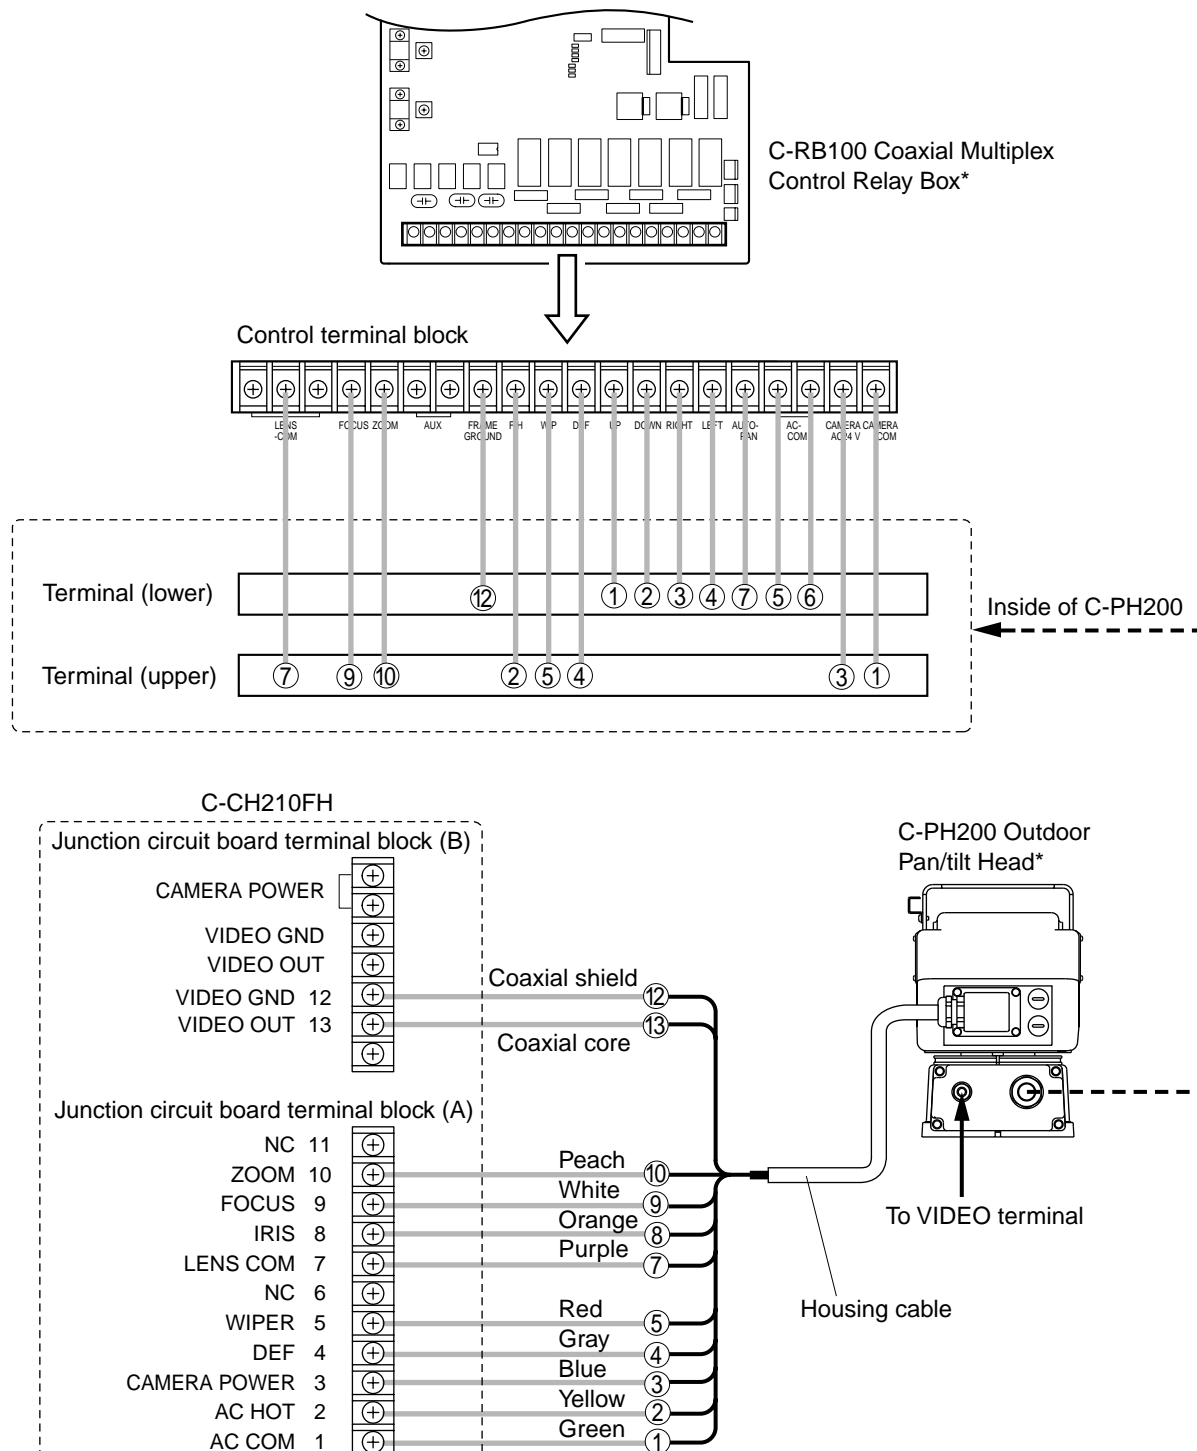 C-RB100 Coaxial Multiplex
Control Relay Box*
Control terminal block
LENS
-COM
FOCUS ZOOM AUX FRAME
GROUND
F/H W/P DEF UP DOWN RIGHT LEFT AUTO-
PAN
AC-
COM
CAMERA
AC24 V
CAMERA
COM
Terminal (lower)
12 1 2 3 4 7 5 6
Inside of C-PH200
Terminal (upper)
7 9 10 2 5 4 3 1
C-CH210FH
Junction circuit board terminal block (B)
CAMERA POWER
VIDEO GND
VIDEO OUT
VIDEO GND 12
VIDEO OUT 13
Coaxial shield
12
13
Coaxial core
C-PH200 Outdoor
Pan/tilt Head*
To VIDEO terminal
Housing cable
Junction circuit board terminal block (A)
NC 11
ZOOM 10 Peach 10
FOCUS 9 White 9
IRIS 8 Orange 8
LENS COM 7 Purple 7
NC 6
WIPER 5 Red 5
DEF 4 Gray 4
CAMERA POWER 3 Blue 3
AC HOT 2 Yellow 2
AC COM 1 Green 1